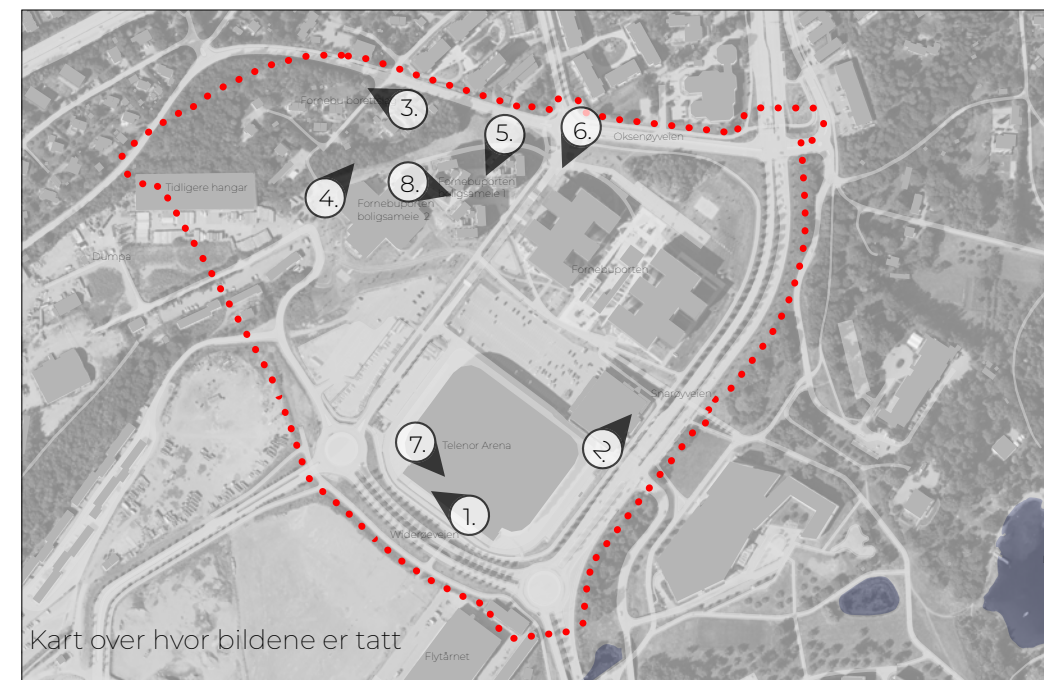 Fornebu borettslag
3.
5.
6.
Oksenøyveien
8.
Fornebuporten
boligsameie 1
4.
Fornebuporten
boligsameie 2
Tidligere hangar
Dumpa
Fornebuporten
Snarøyveien
2.
7.
Telenor Arena
1.
Widerøeveien
Kart over hvor bildene er tatt
Flytårnet